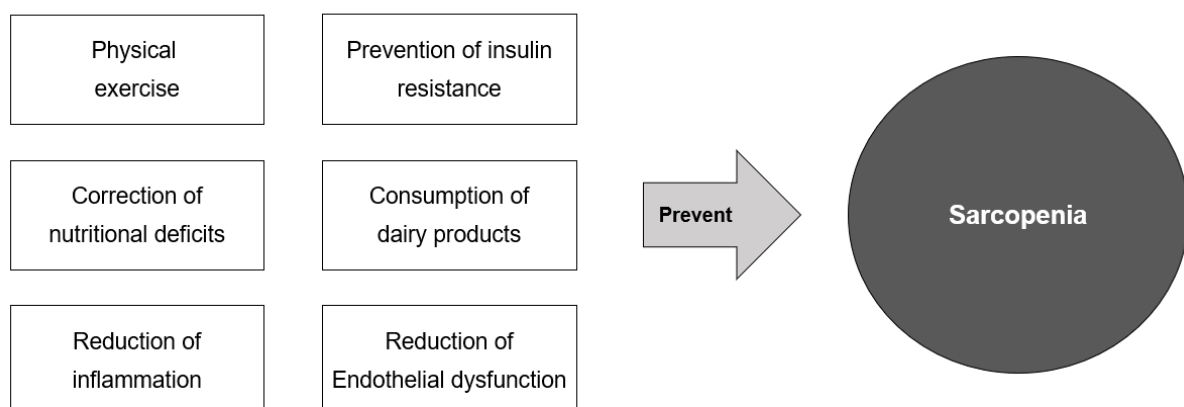 Physical
exercise
Prevention of insulin
resistance
Correction of
nutritional deficits
Consumption of
dairy products
Reduction of
inflammation
Reduction of
Endothelial dysfunction
Prevent
Sarcopenia